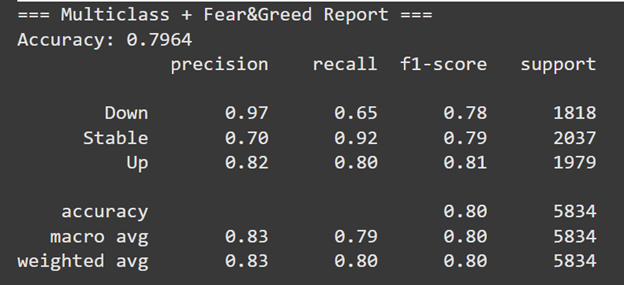 === Multiclass + Fear&Greed Report ===
Accuracy: 0.7964
precision recall f1-score support
Down 0.97 0.65 0.78 1818
Stable 0.70 0.92 0.79 2037
Up 0.82 0.80 0.81 1979
accuracy 0.80 5834
macro avg 0.83 0.79 0.80 5834
weighted avg 0.83 0.80 0.80 5834